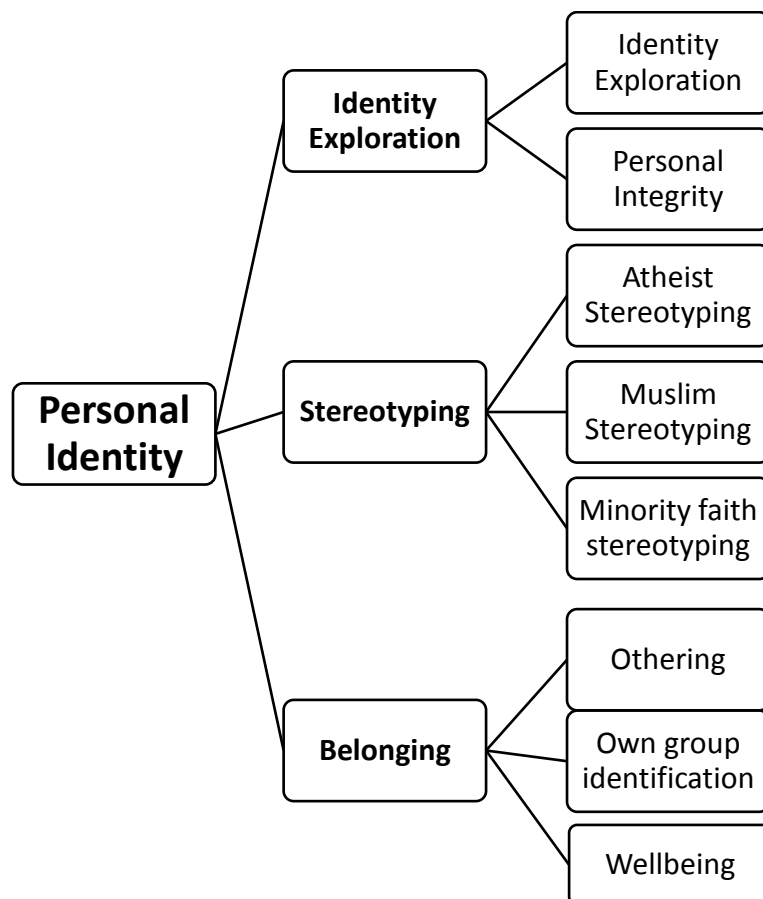 Personal
Identity
Identity
Exploration
Identity
Exploration
Personal
Integrity
Stereotyping
Atheist
Stereotyping
Muslim
Stereotyping
Minority faith
stereotyping
Belonging
Othering
Own group
identification
Wellbeing